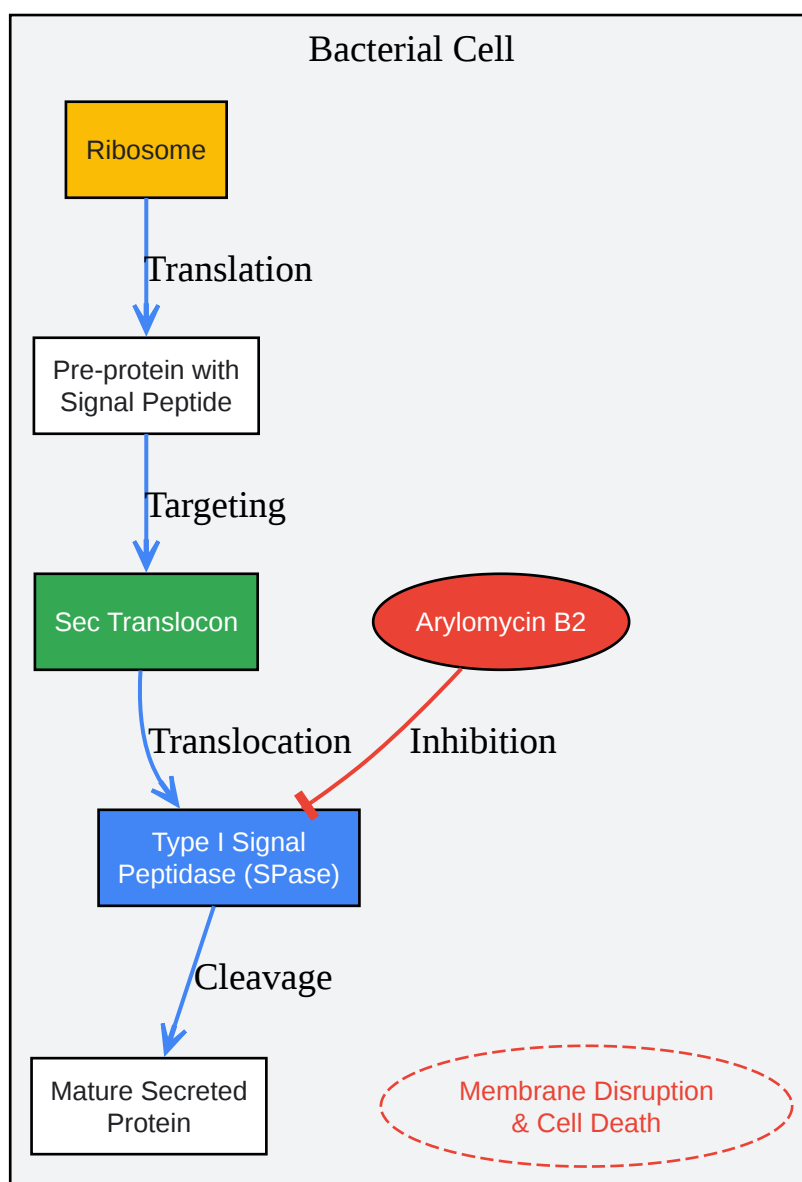 Bacterial Cell
Ribosome
Translation
Pre-protein with
Signal Peptide
Targeting
Sec Translocon
Arylomycin B2
Translocation
Inhibition
Type I Signal
Peptidase (SPase)
Cleavage
Mature Secreted
Protein
Membrane Disruption
& Cell Death